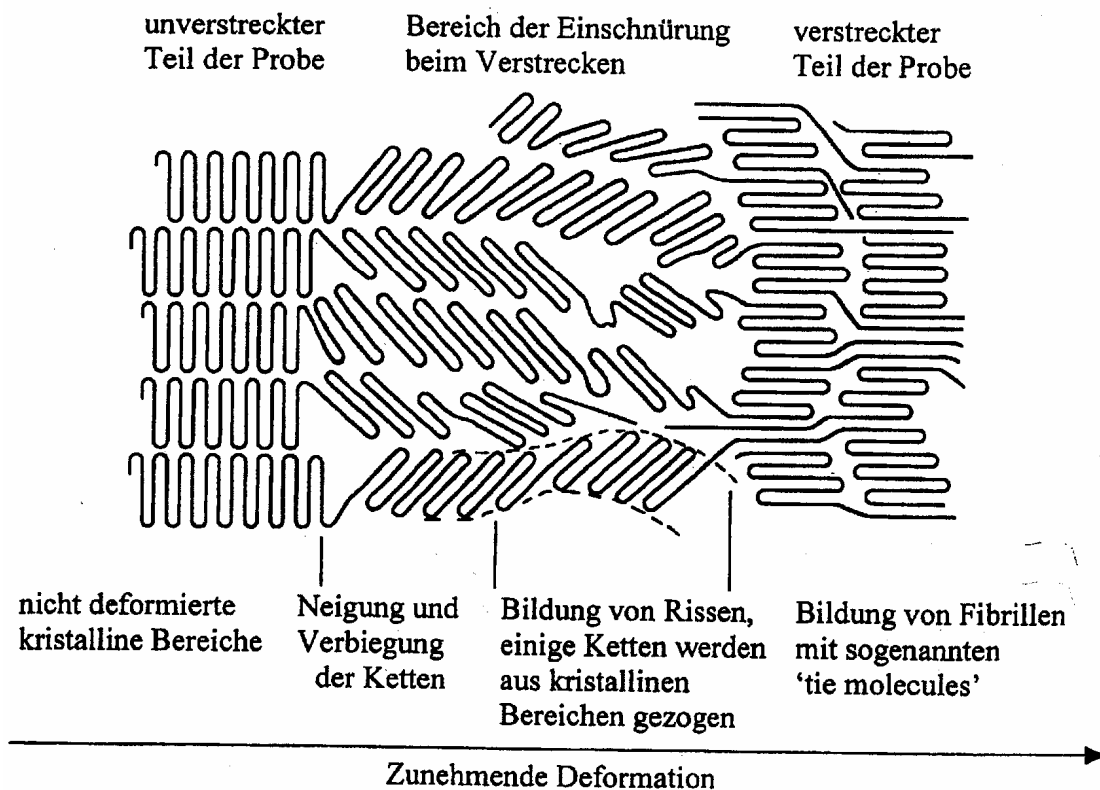 unverstreckter
Teil der Probe
Bereich der Einschnürung
beim Verstrecken
verstreckter
Teil der Probe
nicht deformierte
kristalline Bereiche
Neigung und
Verbiegung
der Ketten
Bildung von Rissen,
einige Ketten werden
aus kristallinen
Bereichen gezogen
Bildung von Fibrillen
mit sogenannten
‘tie molecules’
Zunehmende Deformation